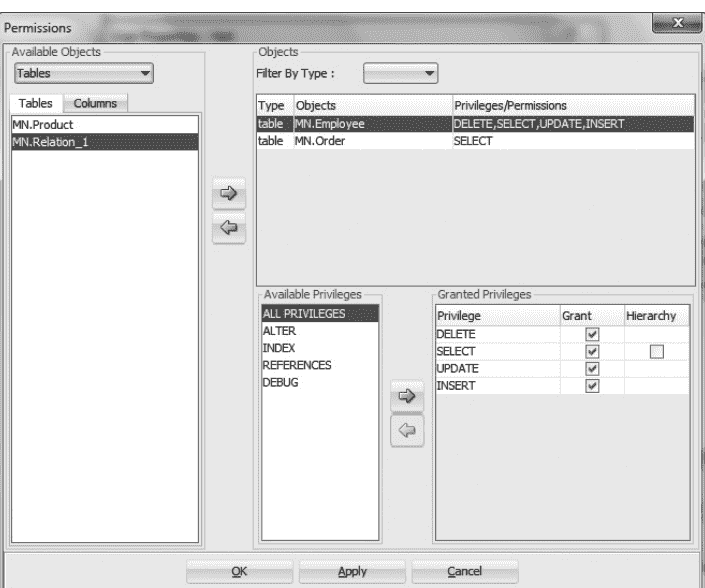 Permissions
Available Objects
Tables
Tables Columns
MN.Product
MN.Relation_1
Objects
Filter By Type :
Type Objects Privileges/Permissions
table MN.Employee DELETE,SELECT,UPDATE,INSERT
table MN.Order SELECT
Available Privileges
ALL PRIVILEGES
ALTER
INDEX
REFERENCES
DEBUG
Granted Privileges
Privilege Grant Hierarchy
DELETE
SELECT
UPDATE
INSERT
OK Apply Cancel